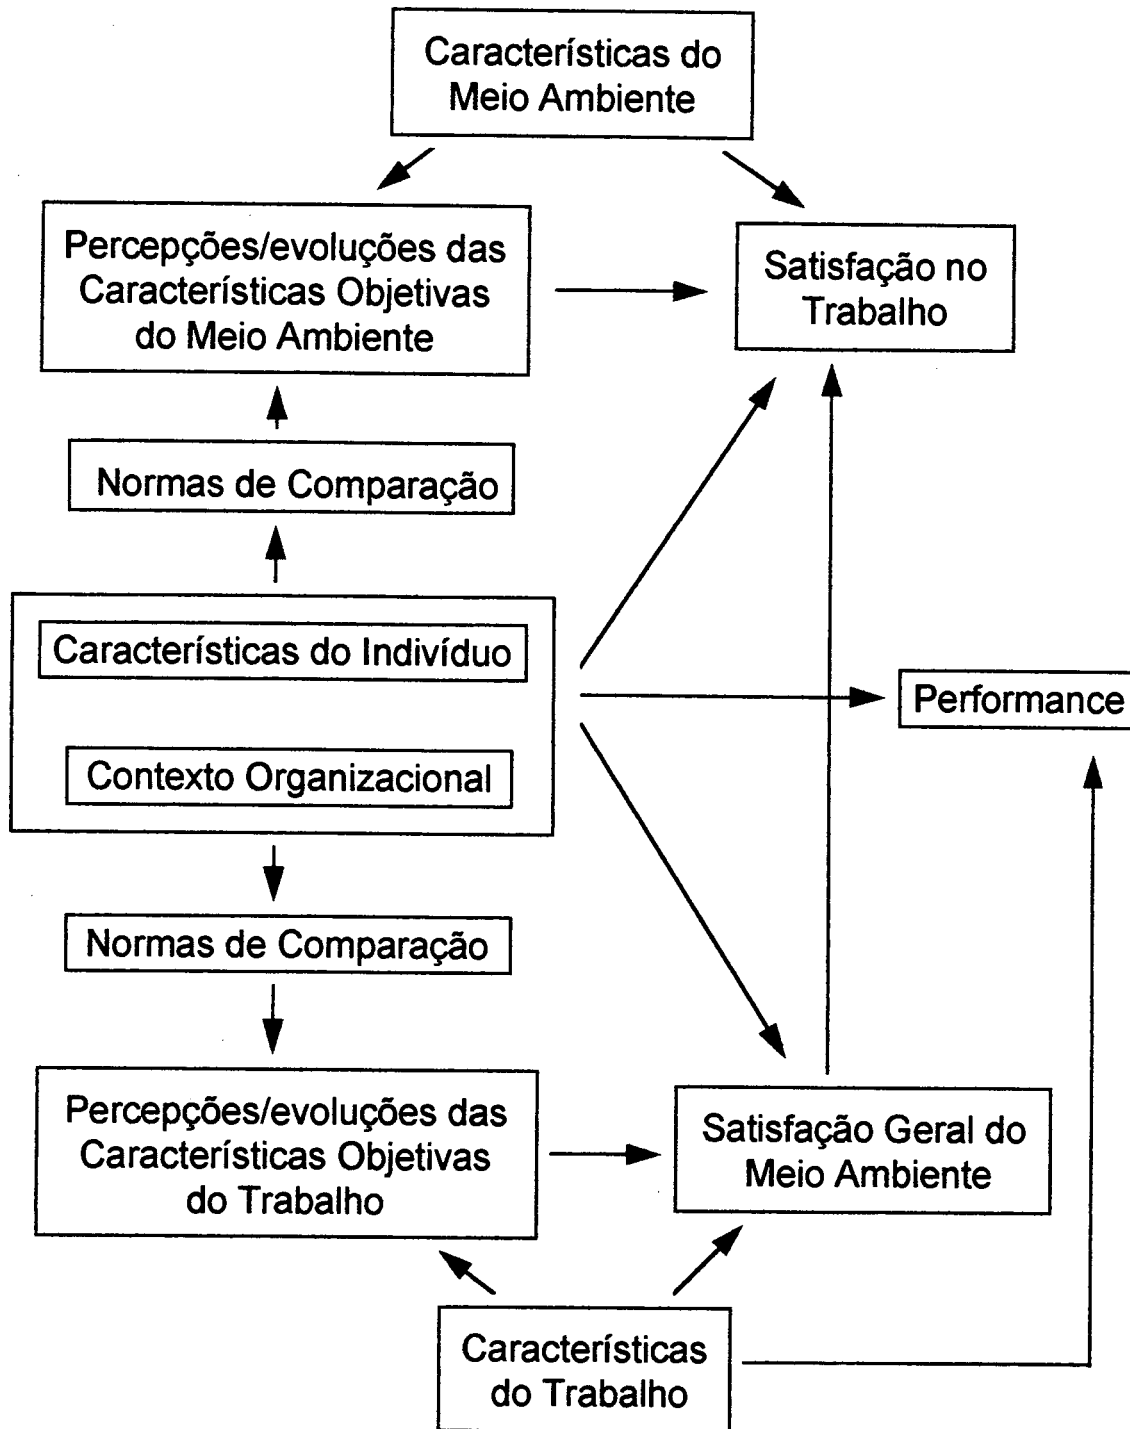 Características do
Meio Ambiente
Percepções/evoluções das
Características Objetivas
do Meio Ambiente
Satisfação no
Trabalho
Normas de Comparação
Características do Indivíduo
Performance
Contexto Organizacional
Normas de Comparação
Percepções/evoluções das
Características Objetivas
do Trabalho
Satisfação Geral do
Meio Ambiente
Características
do Trabalho